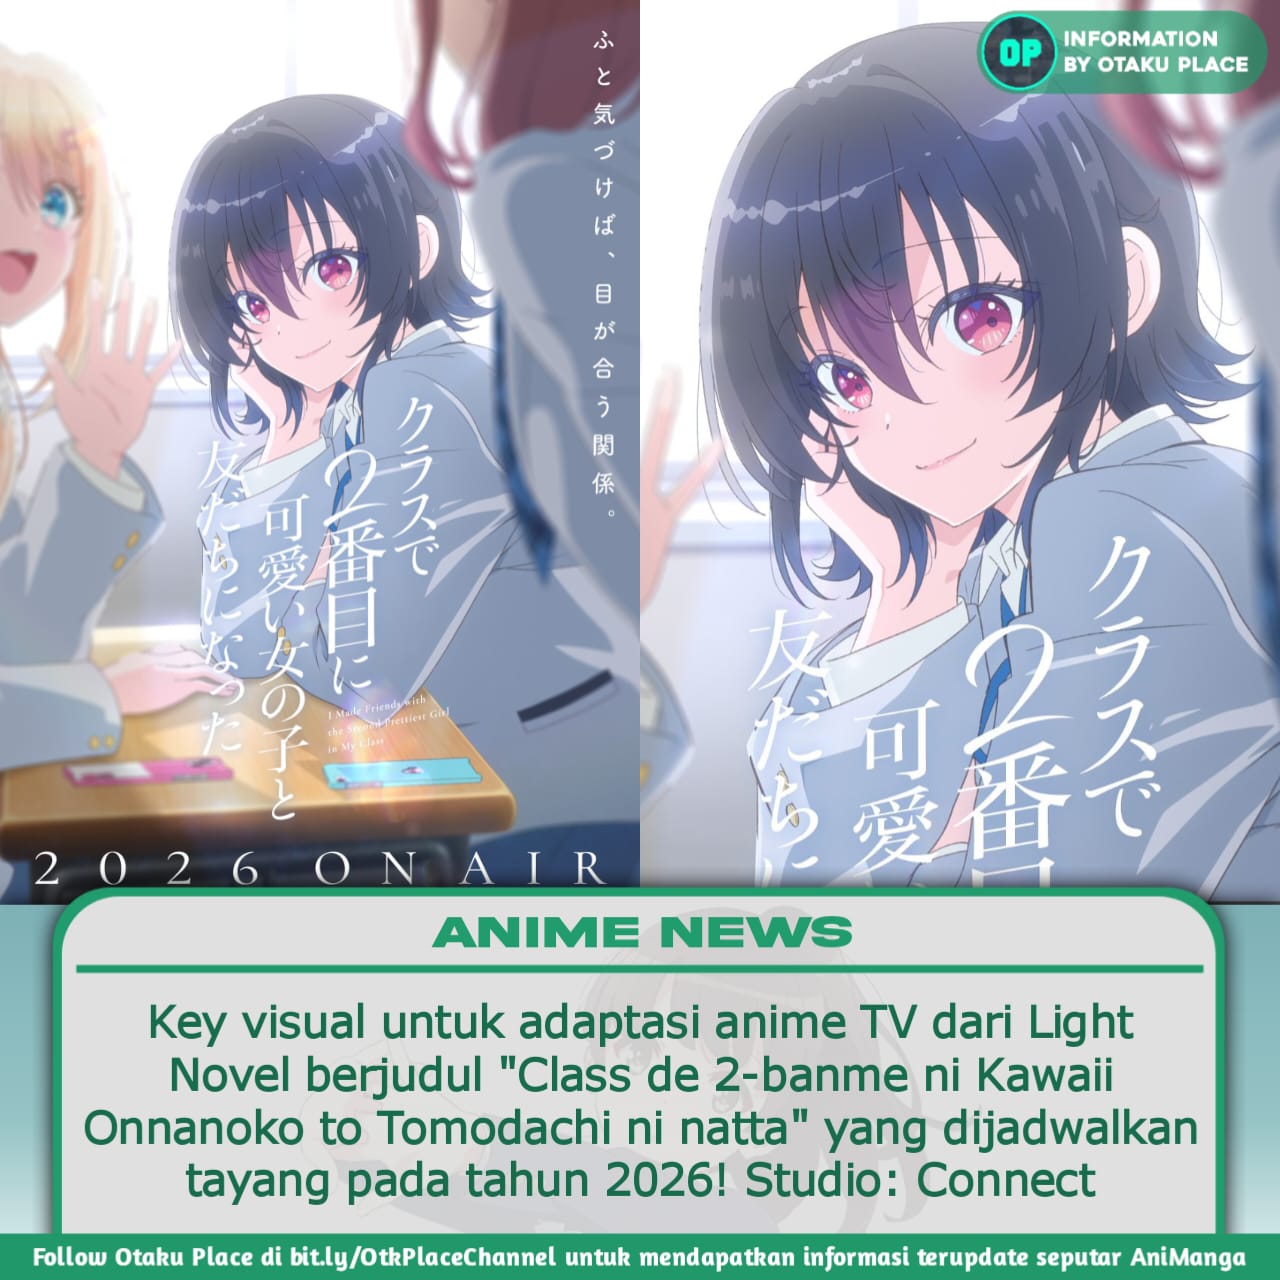 ふと気づけば、目が合う関係。
クラスで
2番目に
可愛い女の子と
友だちになった
I Made Friends with
the Second Prettiest Girl
in My Class
2026 ON AIR
OP
INFORMATION
BY OTAKU PLACE
クラスで
2番目
可愛
友だちに
ANIME NEWS
Key visual untuk adaptasi anime TV dari Light
Novel berjudul "Class de 2-banme ni Kawaii
Onnanoko to Tomodachi ni natta" yang dijadwalkan
tayang pada tahun 2026! Studio: Connect
Follow Otaku Place di bit.ly/OtkPlaceChannel untuk mendapatkan informasi terupdate seputar AniManga